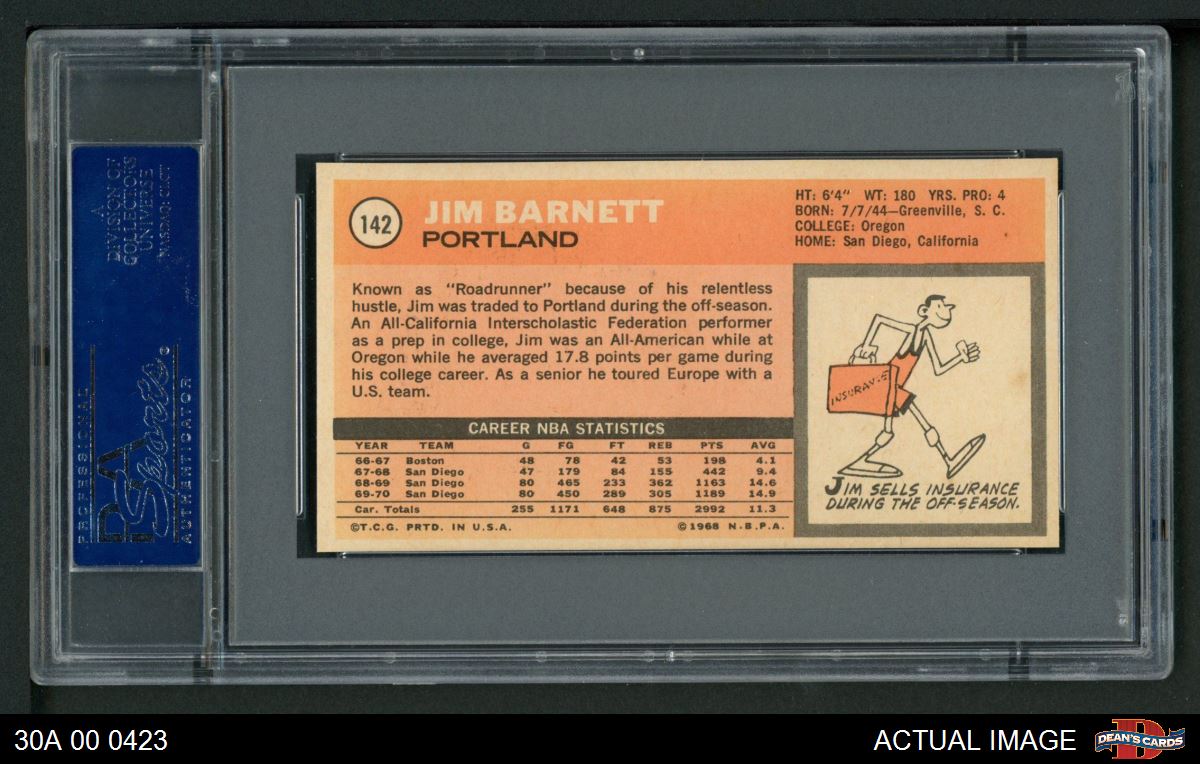 A
DIVISION OF
COLLECTORS
UNIVERSE
NASDAQ: CLCT
PROFESSIONAL
PSA
Sports
AUTHENTICATOR
142
JIM BARNETT
PORTLAND
HT: 6'4" WT: 180 YRS. PRO: 4
BORN: 7/7/44—Greenville, S. C.
COLLEGE: Oregon
HOME: San Diego, California
Known as "Roadrunner" because of his relentless
hustle, Jim was traded to Portland during the off-season.
An All-California Interscholastic Federation performer
as a prep in college, Jim was an All-American while at
Oregon while he averaged 17.8 points per game during
his college career. As a senior he toured Europe with a
U.S. team.
CAREER NBA STATISTICS
YEAR TEAM G FG FT REB PTS AVG
66-67 Boston 48 78 42 53 198 4.1
67-68 San Diego 47 179 84 155 442 9.4
68-69 San Diego 80 465 233 362 1163 14.6
69-70 San Diego 80 450 289 305 1189 14.9
Car. Totals 255 1171 648 875 2992 11.3
©T.C.G. PRTD. IN U.S.A. ©1968 N.B.P.A.
INSURANCE
JIM SELLS INSURANCE
DURING THE OFF-SEASON.
30A 00 0423
ACTUAL IMAGE
DEAN'S CARDS